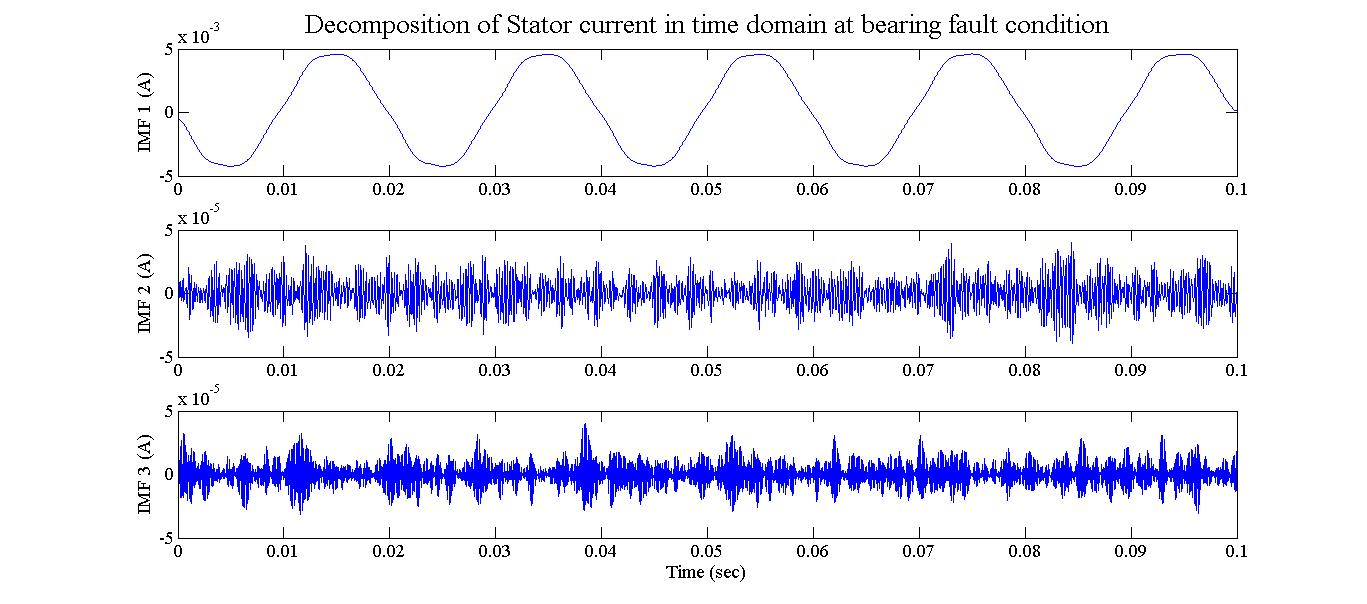 Decomposition of Stator current in time domain at bearing fault condition
x 10-3
5
0
-5
IMF 1 (A)
0 0.01 0.02 0.03 0.04 0.05 0.06 0.07 0.08 0.09 0.1
x 10-5
5
0
-5
IMF 2 (A)
0 0.01 0.02 0.03 0.04 0.05 0.06 0.07 0.08 0.09 0.1
x 10-5
5
0
-5
IMF 3 (A)
0 0.01 0.02 0.03 0.04 0.05 0.06 0.07 0.08 0.09 0.1
Time (sec)